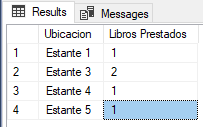 Results Messages
Ubicacion Libros Prestados
1 Estante 1 1
2 Estante 3 2
3 Estante 4 1
4 Estante 5 1